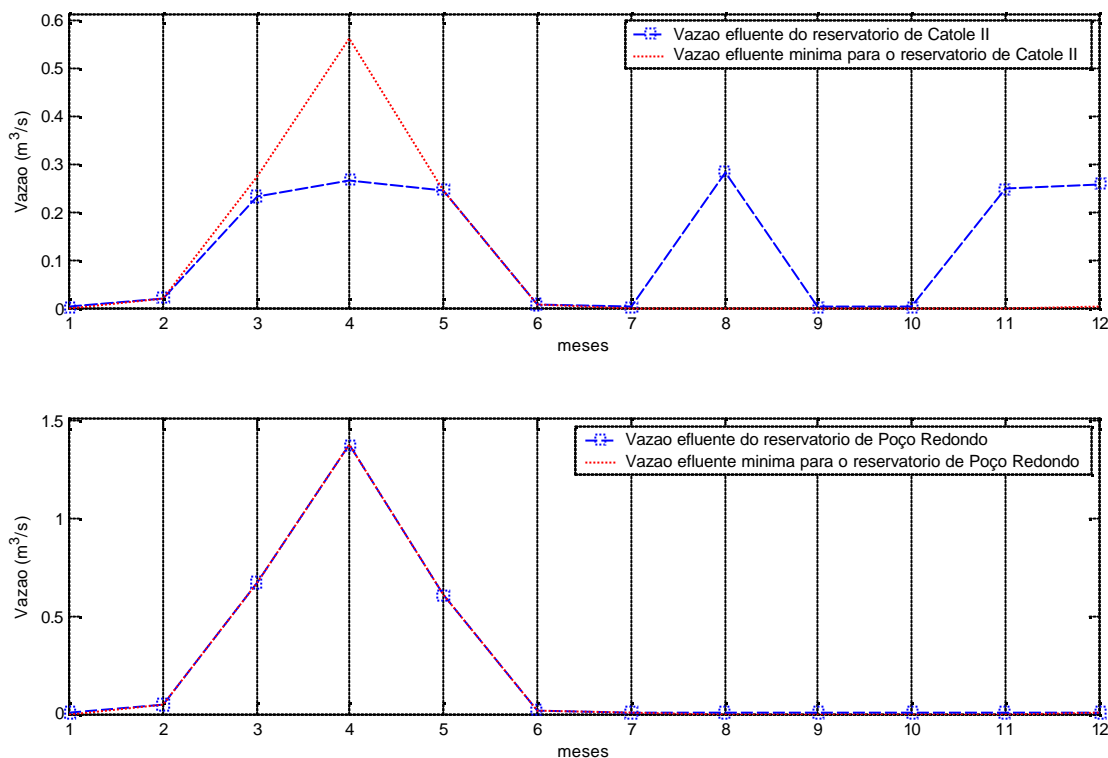 0.6
0.5
0.4
0.3
0.2
0.1
0
Vazao (m³/s)
Vazao efluente do reservatorio de Catole II
Vazao efluente minima para o reservatorio de Catole II
1 2 3 4 5 6 7 8 9 10 11 12
meses
1.5
1
0.5
0
Vazao (m³/s)
Vazao efluente do reservatorio de Poço Redondo
Vazao efluente minima para o reservatorio de Poço Redondo
1 2 3 4 5 6 7 8 9 10 11 12
meses